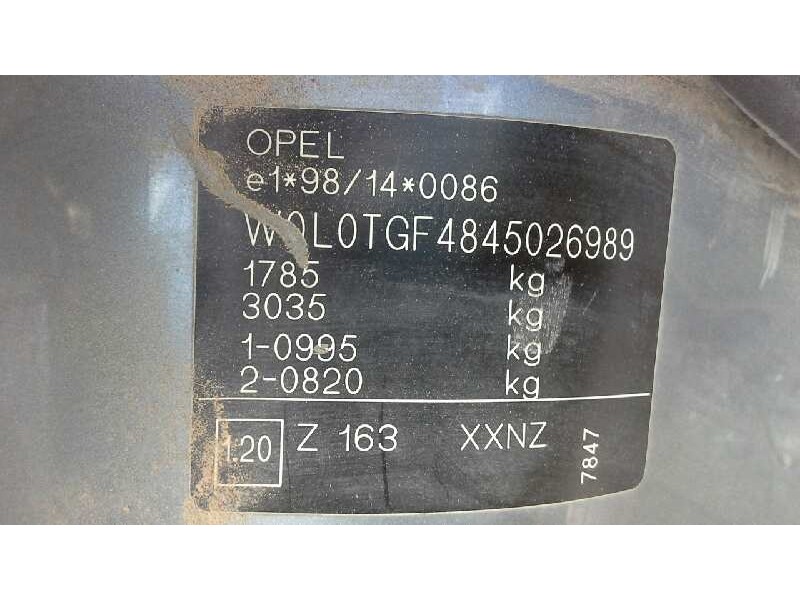 OPEL
e1*98/14*0086
W0L0TGF4845026989
1785 kg
3035 kg
1-0995 kg
2-0820 kg
1.20 Z 163 XXNZ 7847